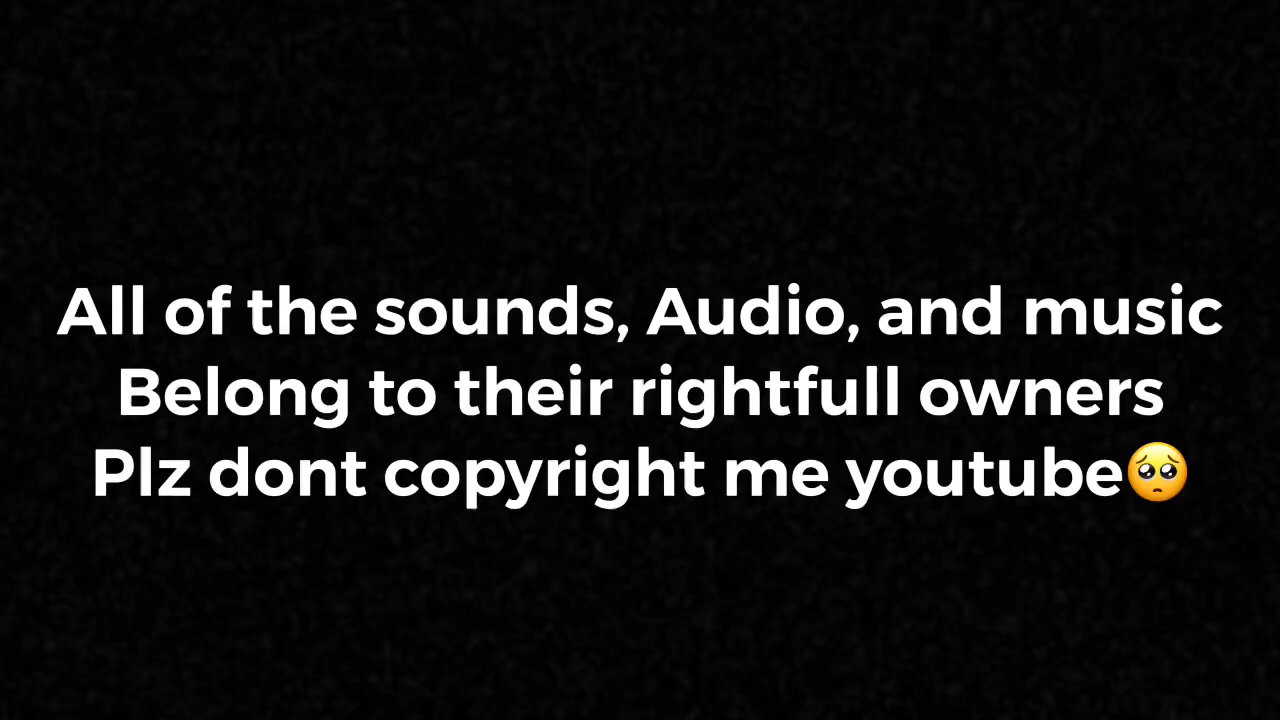 All of the sounds, Audio, and music
Belong to their rightfull owners
Plz dont copyright me youtube🥺